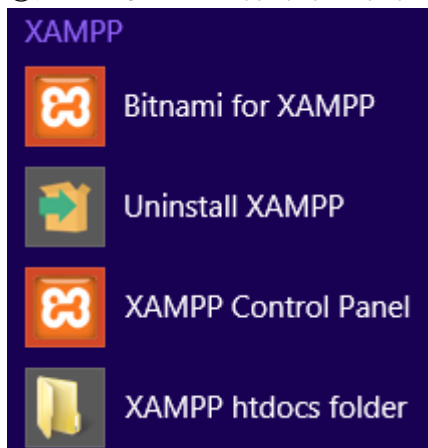 XAMPP
Bitnami for XAMPP
Uninstall XAMPP
XAMPP Control Panel
XAMPP htdocs folder